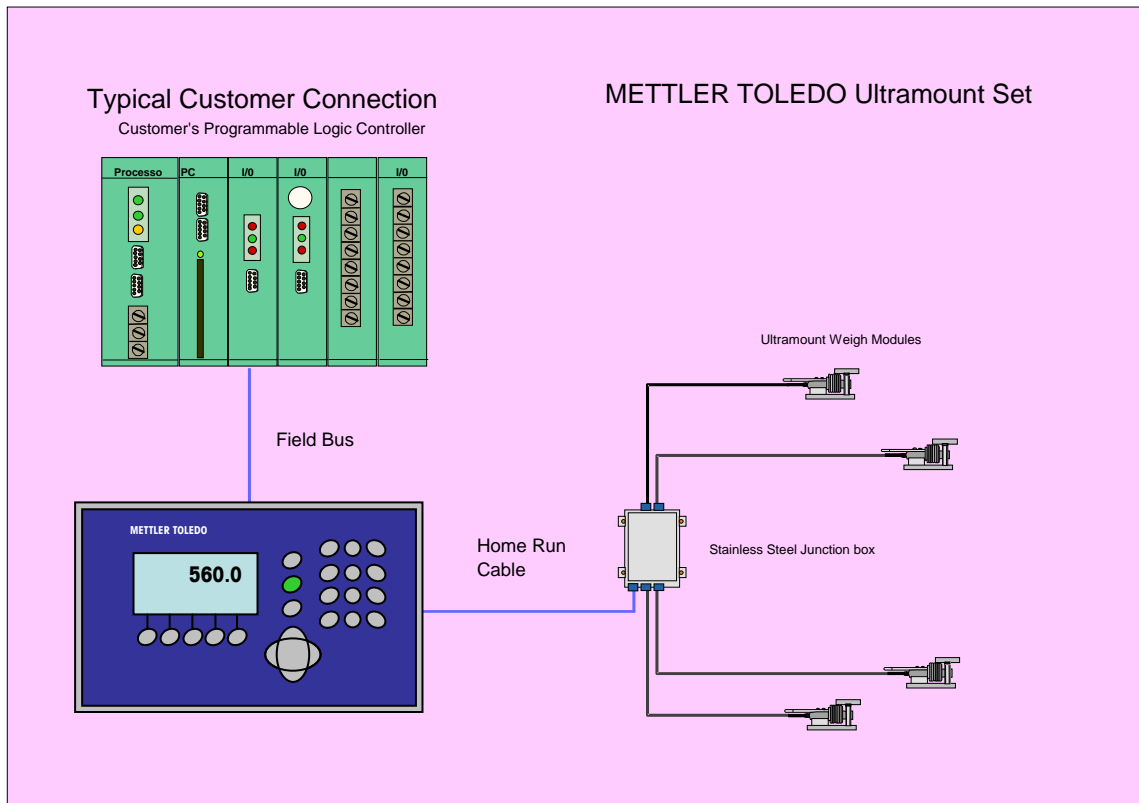 Typical Customer Connection
METTLER TOLEDO Ultramount Set
Customer's Programmable Logic Controller
Processo PC I/0 I/0 I/0
Ultramount Weigh Modules
Field Bus
METTLER TOLEDO
560.0
Home Run
Cable
Stainless Steel Junction box